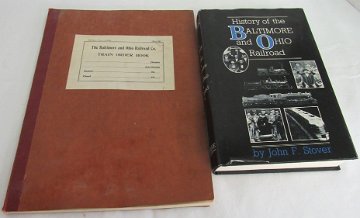 The Baltimore and Ohio Railroad Co.
TRAIN ORDER BOOK
History of the
BALTIMORE
and OHIO
Railroad
by John F. Stover